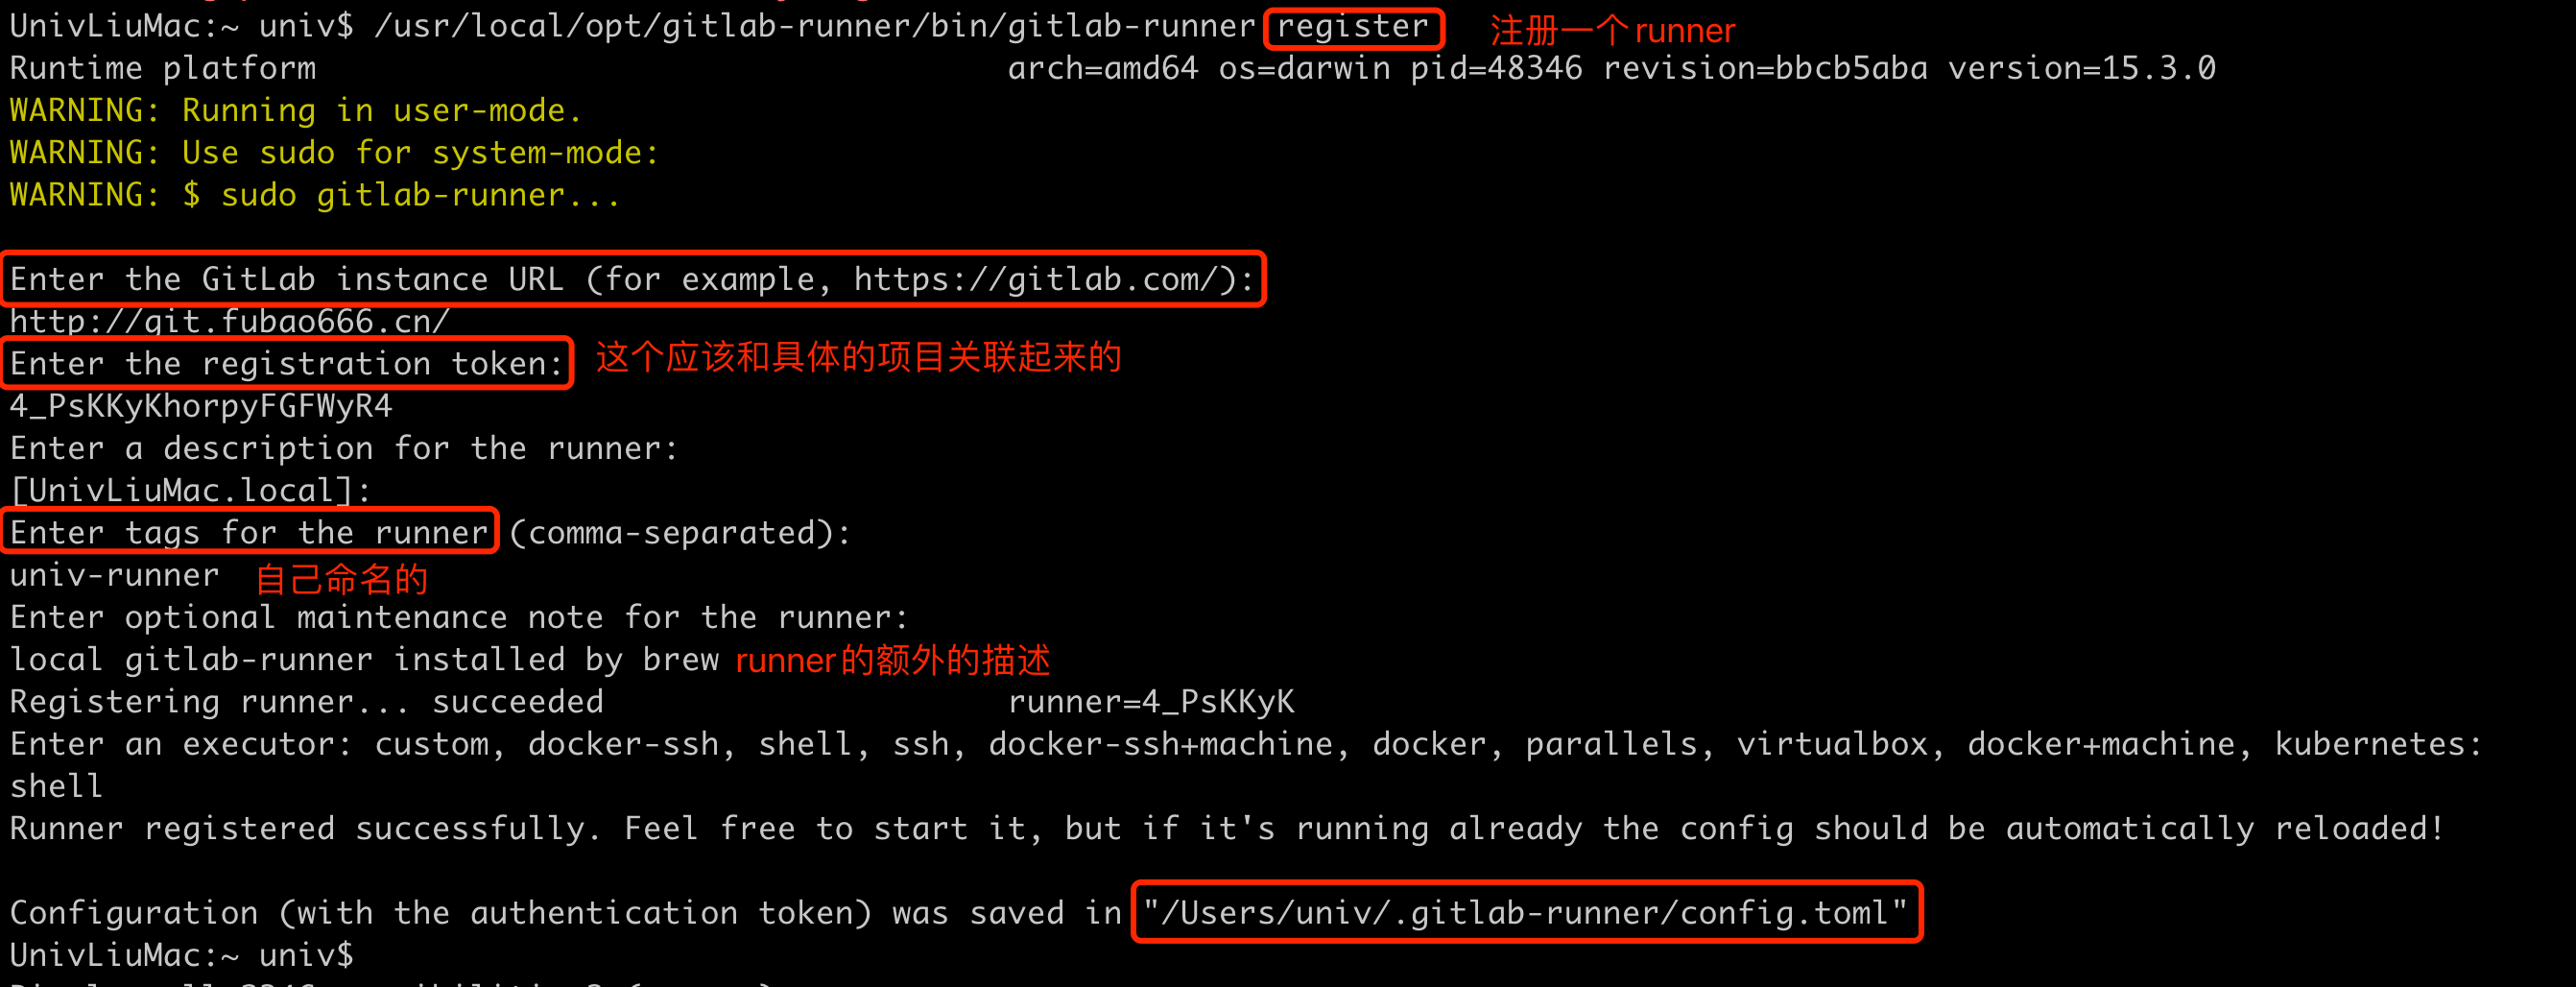 UnivLiuMac:~ univ$ /usr/local/opt/gitlab-runner/bin/gitlab-runner register 注册一个runner
Runtime platform arch=amd64 os=darwin pid=48346 revision=bbcb5aba version=15.3.0
WARNING: Running in user-mode.
WARNING: Use sudo for system-mode:
WARNING: $ sudo gitlab-runner...
Enter the GitLab instance URL (for example, https://gitlab.com/):
http://git.fubao666.cn/
Enter the registration token: 这个应该和具体的项目关联起来的
4_PsKKyKhorpyFGFWyR4
Enter a description for the runner:
[UnivLiuMac.local]:
Enter tags for the runner (comma-separated):
univ-runner 自己命名的
Enter optional maintenance note for the runner:
local gitlab-runner installed by brew runner的额外的描述
Registering runner... succeeded runner=4_PsKKyK
Enter an executor: custom, docker-ssh, shell, ssh, docker-ssh+machine, docker, parallels, virtualbox, docker+machine, kubernetes:
shell
Runner registered successfully. Feel free to start it, but if it's running already the config should be automatically reloaded!
Configuration (with the authentication token) was saved in "/Users/univ/.gitlab-runner/config.toml"
UnivLiuMac:~ univ$